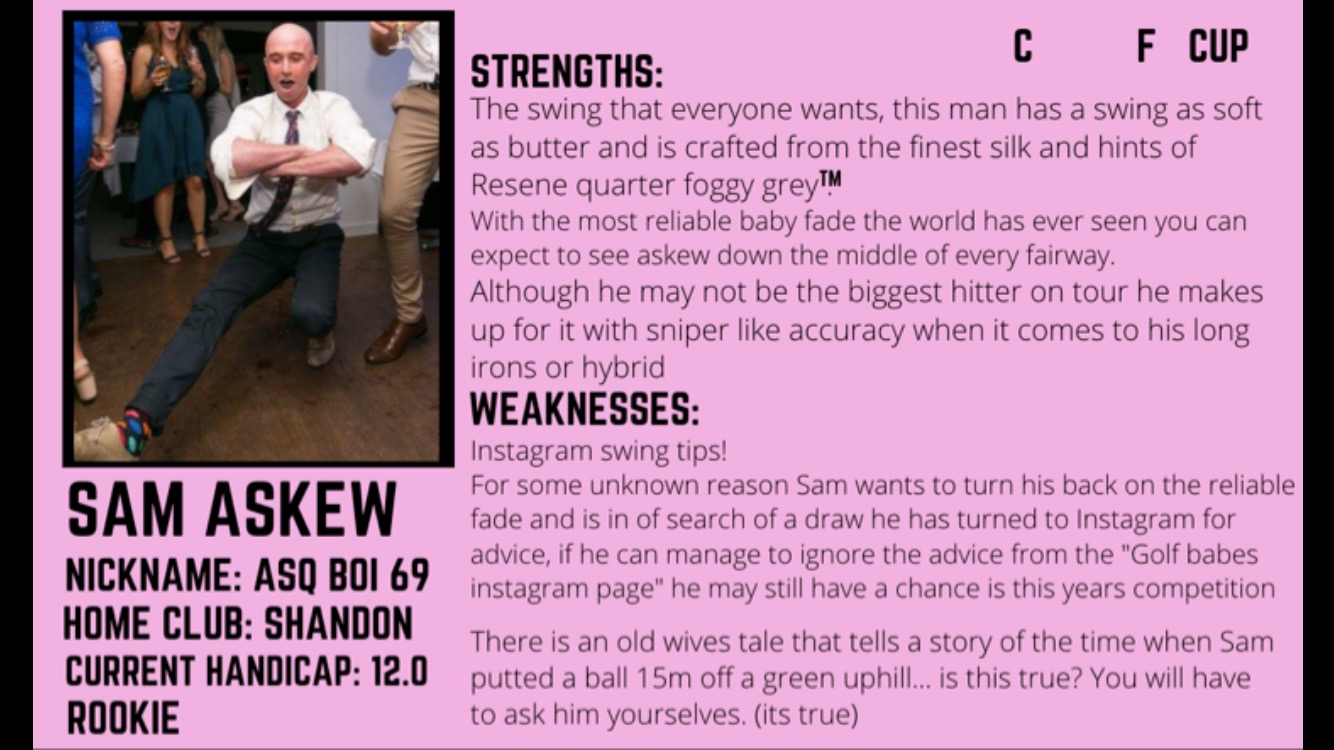 C F CUP
STRENGTHS:
The swing that everyone wants, this man has a swing as soft
as butter and is crafted from the finest silk and hints of
Resene quarter foggy grey™.
With the most reliable baby fade the world has ever seen you can
expect to see askew down the middle of every fairway.
Although he may not be the biggest hitter on tour he makes
up for it with sniper like accuracy when it comes to his long
irons or hybrid
WEAKNESSES:
Instagram swing tips!
For some unknown reason Sam wants to turn his back on the reliable
fade and is in of search of a draw he has turned to Instagram for
advice, if he can manage to ignore the advice from the "Golf babes
instagram page" he may still have a chance is this years competition
There is an old wives tale that tells a story of the time when Sam
putted a ball 15m off a green uphill... is this true? You will have
to ask him yourselves. (its true)
SAM ASKEW
NICKNAME: ASQ BOI 69
HOME CLUB: SHANDON
CURRENT HANDICAP: 12.0
ROOKIE